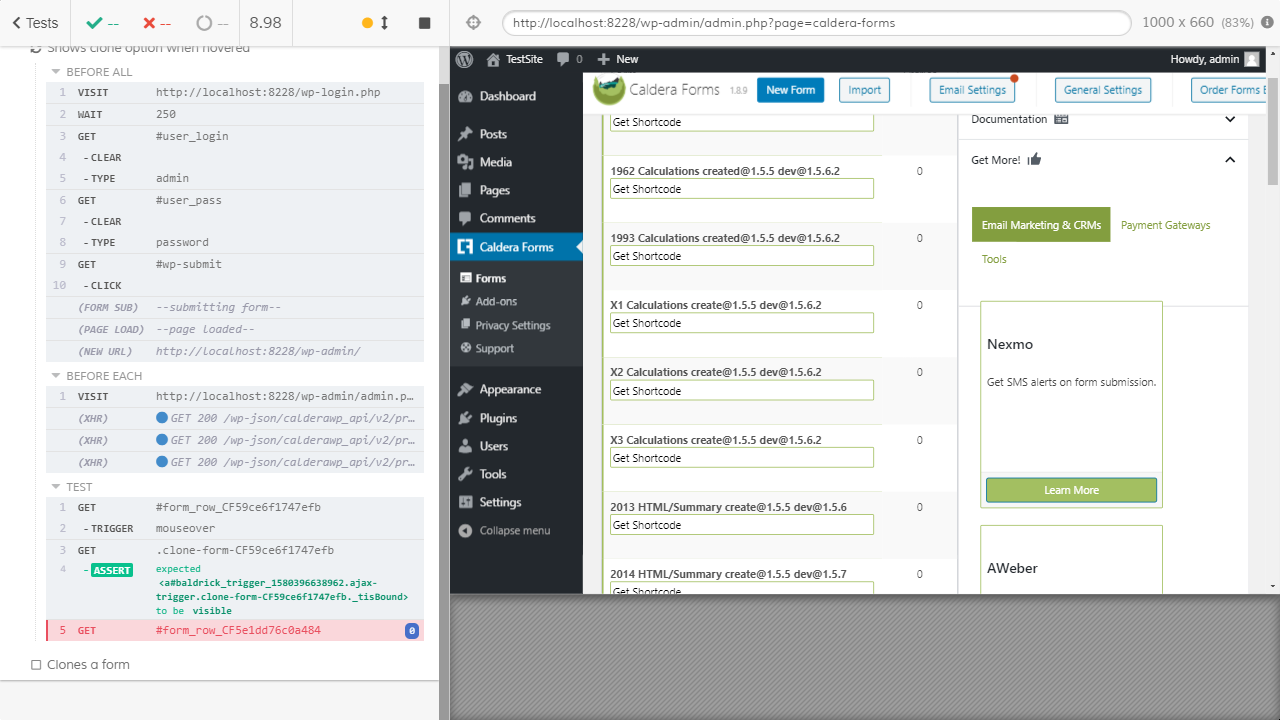 Tests
--
--
--
8.98
http://localhost:8228/wp-admin/admin.php?page=caldera-forms
1000 x 660 (83%)
Shows clone option when hovered
BEFORE ALL
1 VISIT http://localhost:8228/wp-login.php
2 WAIT 250
3 GET #user_login
4 - CLEAR
5 - TYPE admin
6 GET #user_pass
7 - CLEAR
8 - TYPE password
9 GET #wp-submit
10 - CLICK
(FORM SUB) --submitting form--
(PAGE LOAD) --page loaded--
(NEW URL) http://localhost:8228/wp-admin/
BEFORE EACH
1 VISIT http://localhost:8228/wp-admin/admin.p...
(XHR) GET 200 /wp-json/calderawp_api/v2/pr...
(XHR) GET 200 /wp-json/calderawp_api/v2/pr...
(XHR) GET 200 /wp-json/calderawp_api/v2/pr...
TEST
1 GET #form_row_CF59ce6f1747efb
2 - TRIGGER mouseover
3 GET .clone-form-CF59ce6f1747efb
4 - ASSERT expected
<a#baldrick_trigger_1580396638962.ajax-
trigger.clone-form-CF59ce6f1747efb._tisBound>
to be visible
5 GET #form_row_CF5e1dd76c0a484 0
Clones a form
TestSite 0 New Howdy, admin
Dashboard
Posts
Media
Pages
Comments
Caldera Forms
Forms
Add-ons
Privacy Settings
Support
Appearance
Plugins
Users
Tools
Settings
Collapse menu
Caldera Forms 1.8.9 New Form Import Email Settings General Settings Order Forms
Get Shortcode
1962 Calculations created@1.5.5 dev@1.5.6.2 0
Get Shortcode
1993 Calculations created@1.5.5 dev@1.5.6.2 0
Get Shortcode
X1 Calculations create@1.5.5 dev@1.5.6.2 0
Get Shortcode
X2 Calculations create@1.5.5 dev@1.5.6.2 0
Get Shortcode
X3 Calculations create@1.5.5 dev@1.5.6.2 0
Get Shortcode
2013 HTML/Summary create@1.5.5 dev@1.5.6 0
Get Shortcode
2014 HTML/Summary create@1.5.5 dev@1.5.7 0
Get Shortcode
Documentation
Get More!
Email Marketing & CRMs Payment Gateways
Tools
Nexmo
Get SMS alerts on form submission.
Learn More
AWeber